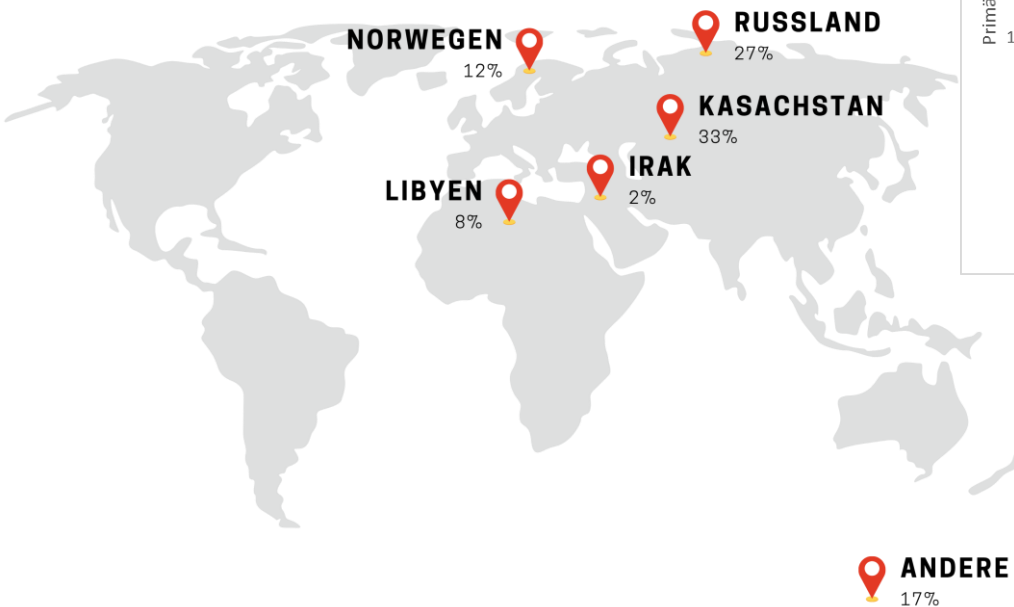 NORWEGEN
12%
RUSSLAND
27%
KASACHSTAN
33%
IRAK
2%
LIBYEN
8%
ANDERE
17%